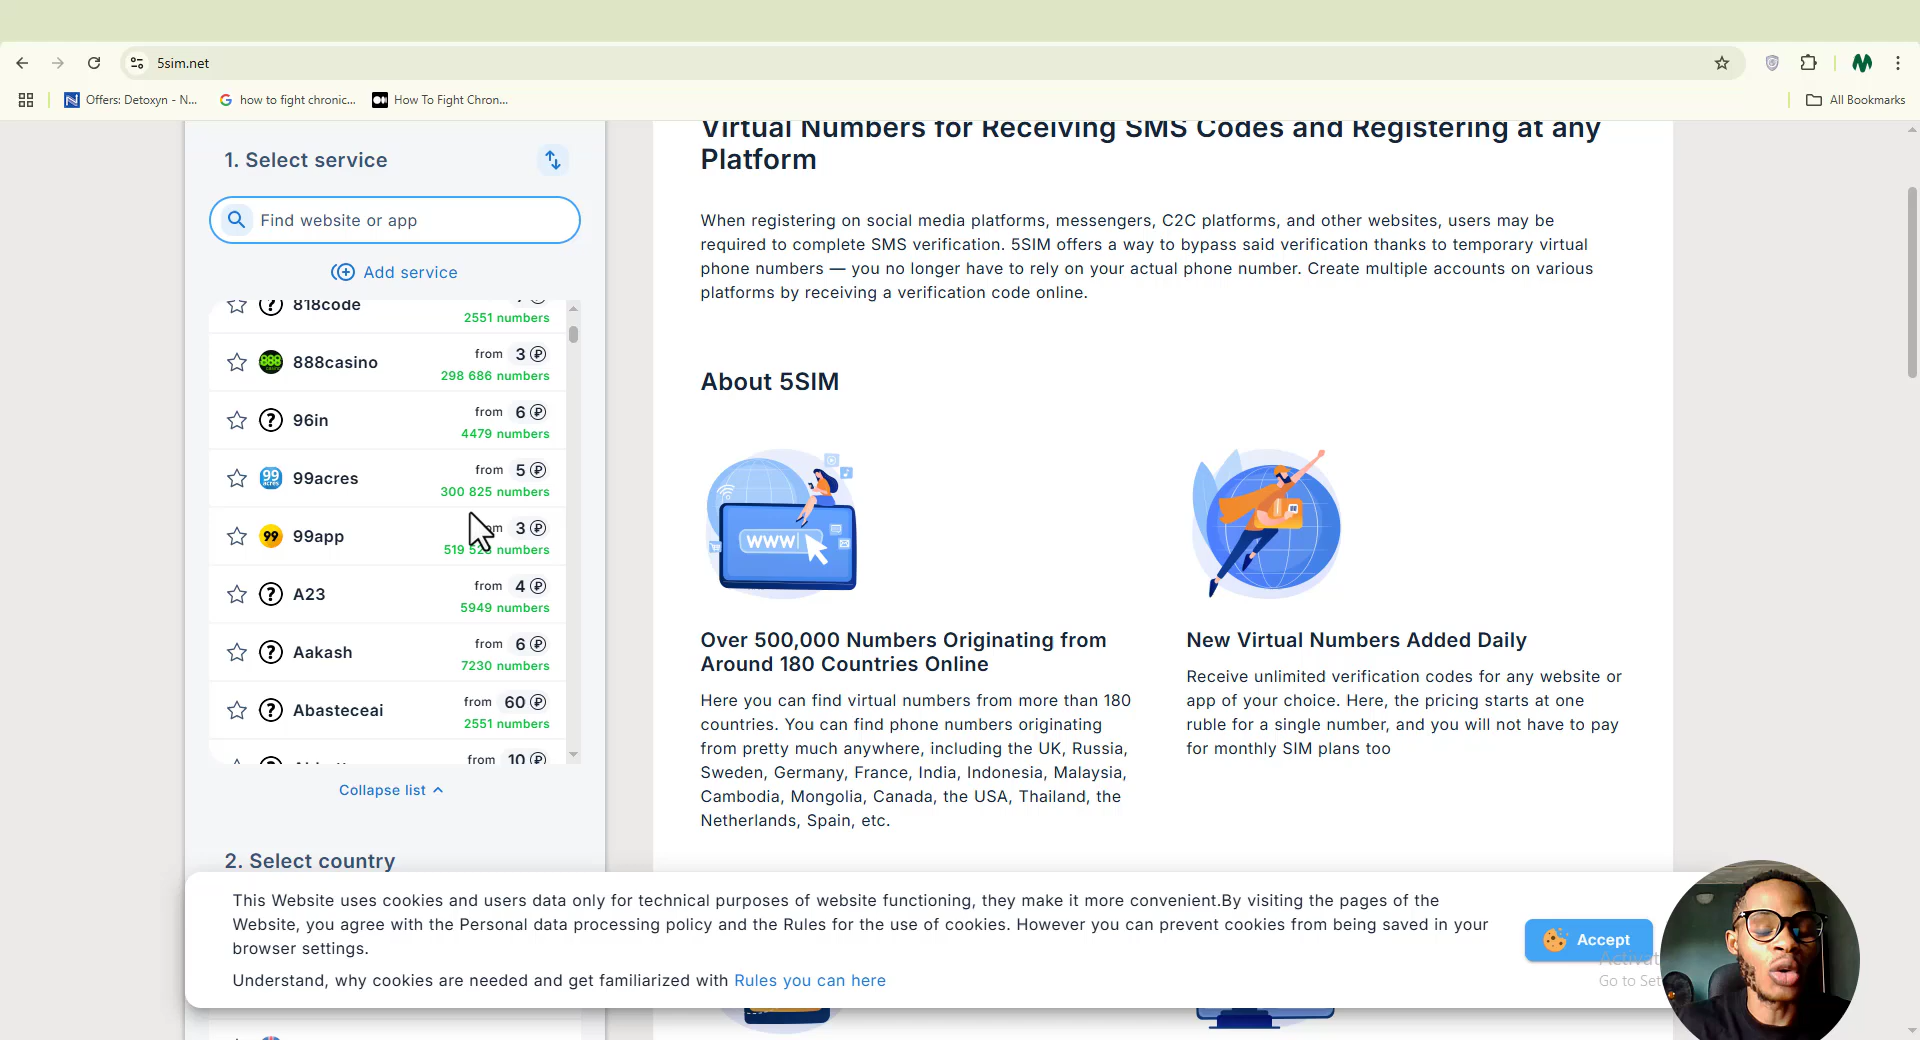 5sim.net
Offers: Detoxyn - N...
how to fight chronic...
How To Fight Chron...
All Bookmarks
1. Select service
Find website or app
Add service
818code
2551 numbers
888casino
from 3 ₽
298 686 numbers
96in
from 6 ₽
4479 numbers
99
acres
99acres
from 5 ₽
300 825 numbers
99
99app
3 ₽
numbers
A23
from 4 ₽
5949 numbers
Aakash
from 6 ₽
7230 numbers
Abasteceai
from 60 ₽
2551 numbers
from 10 ₽
Collapse list
2. Select country
Virtual Numbers for Receiving SMS Codes and Registering at any
Platform
When registering on social media platforms, messengers, C2C platforms, and other websites, users may be
required to complete SMS verification. 5SIM offers a way to bypass said verification thanks to temporary virtual
phone numbers — you no longer have to rely on your actual phone number. Create multiple accounts on various
platforms by receiving a verification code online.
About 5SIM
WWW
Over 500,000 Numbers Originating from
Around 180 Countries Online
Here you can find virtual numbers from more than 180
countries. You can find phone numbers originating
from pretty much anywhere, including the UK, Russia,
Sweden, Germany, France, India, Indonesia, Malaysia,
Cambodia, Mongolia, Canada, the USA, Thailand, the
Netherlands, Spain, etc.
New Virtual Numbers Added Daily
Receive unlimited verification codes for any website or
app of your choice. Here, the pricing starts at one
ruble for a single number, and you will not have to pay
for monthly SIM plans too
This Website uses cookies and users data only for technical purposes of website functioning, they make it more convenient.By visiting the pages of the
Website, you agree with the Personal data processing policy and the Rules for the use of cookies. However you can prevent cookies from being saved in your
browser settings.
Understand, why cookies are needed and get familiarized with Rules you can here
Accept
Go to